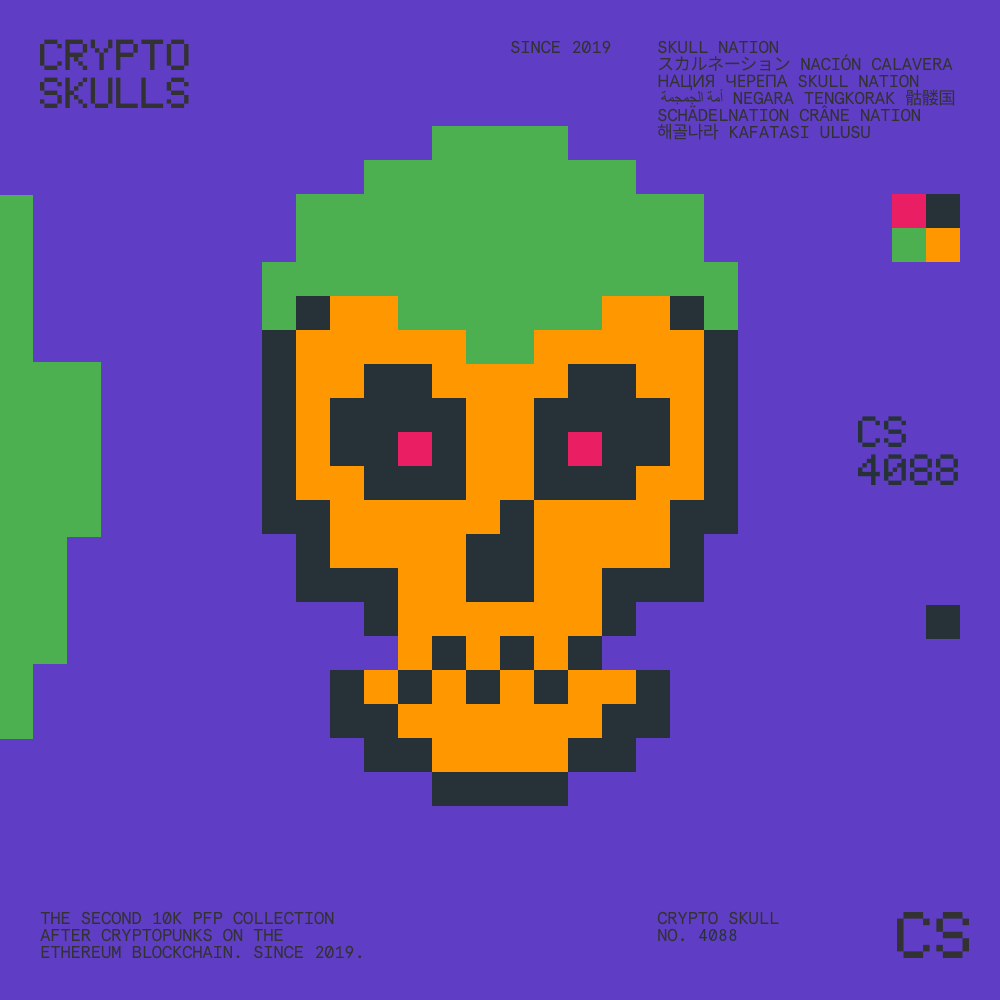 CRYPTO
SKULLS
SINCE 2019
SKULL NATION
スカルネーション NACIÓN CALAVERA
НАЦИЯ ЧЕРЕПА SKULL NATION
أمة الجمجمة NEGARA TENGKORAK 骷髅国
SCHÄDELNATION CRÂNE NATION
해골나라 KAFATASI ULUSU
CS
4088
THE SECOND 10K PFP COLLECTION
AFTER CRYPTOPUNKS ON THE
ETHEREUM BLOCKCHAIN. SINCE 2019.
CRYPTO SKULL
NO. 4088
CS